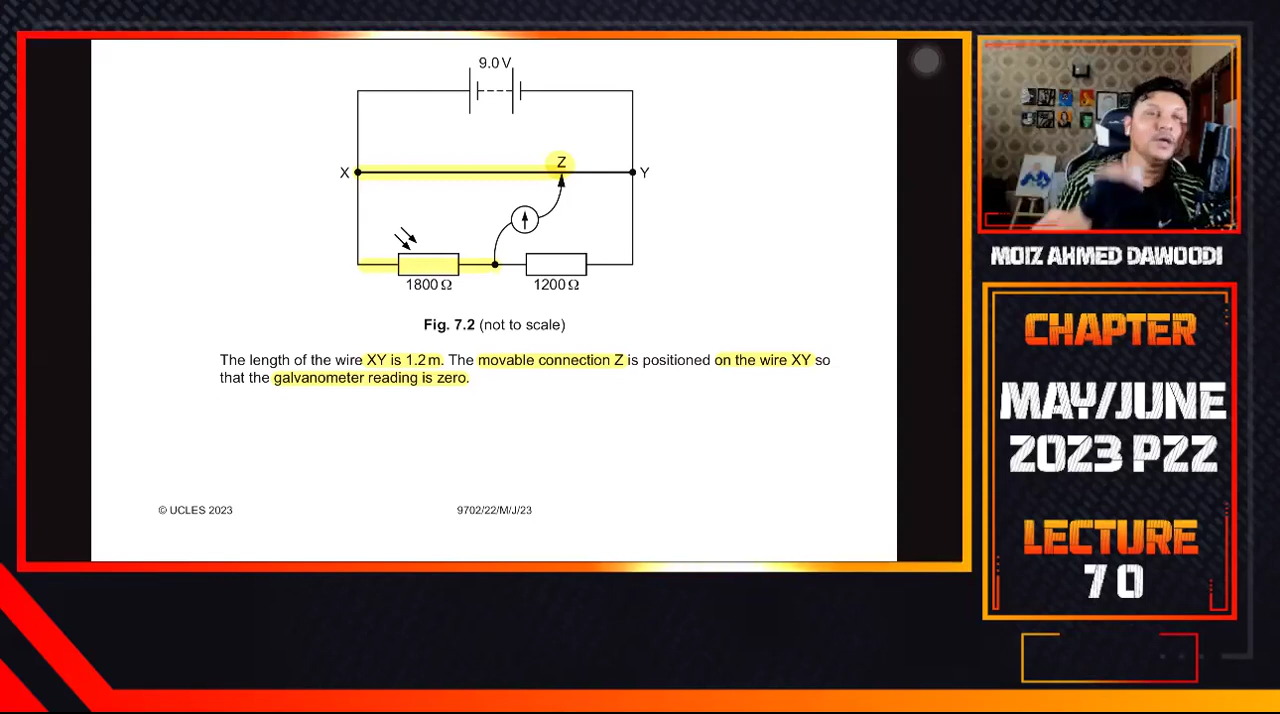 9.0 V
X
Z
Y
1800 Ω
1200 Ω
Fig. 7.2 (not to scale)
The length of the wire XY is 1.2 m. The movable connection Z is positioned on the wire XY so
that the galvanometer reading is zero.
© UCLES 2023
9702/22/M/J/23
MOIZ AHMED DAWOODI
CHAPTER
MAY/JUNE
2023 P22
LECTURE
70